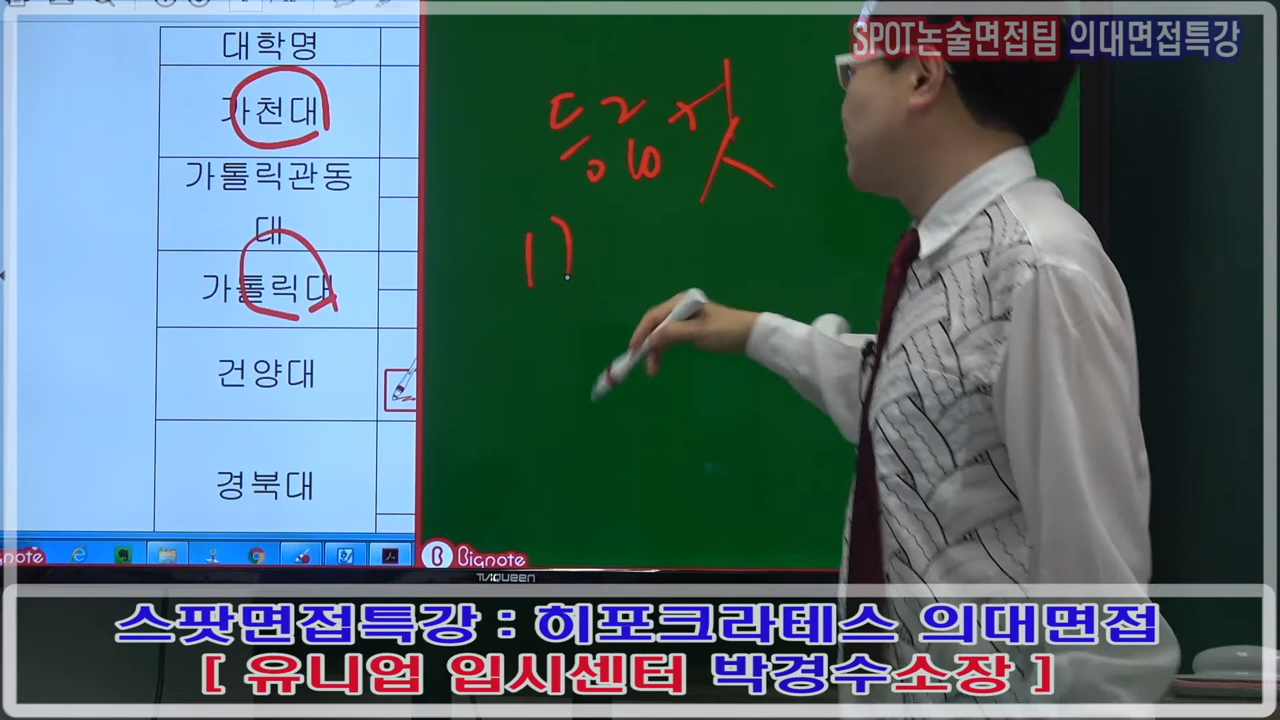 SPOT논술면접팀 의대면접특강
대학명
가천대
가톨릭관동
대
가톨릭대
건양대
경북대
1)
Bignote
TViQUEEN
스팟면접특강 : 히포크라테스 의대면접
[ 유니업 입시센터 박경수소장 ]